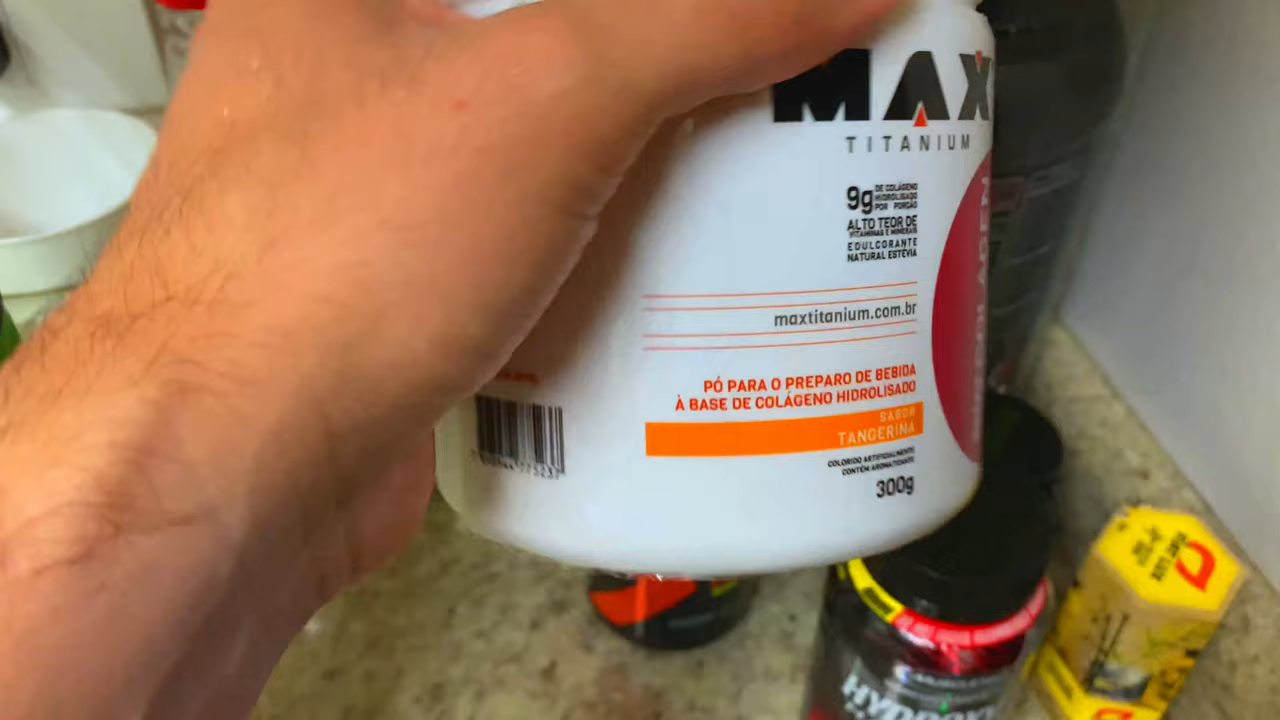 MAX
TITANIUM
9g DE COLÁGENO
HIDROLISADO
POR PORÇÃO
ALTO TEOR DE
VITAMINAS E MINERAIS
EDULCORANTE
NATURAL ESTÉVIA
maxtitanium.com.br
PÓ PARA O PREPARO DE BEBIDA
À BASE DE COLÁGENO HIDROLISADO
SABOR
TANGERINA
COLORIDO ARTIFICIALMENTE
CONTÉM AROMATIZANTE
300g